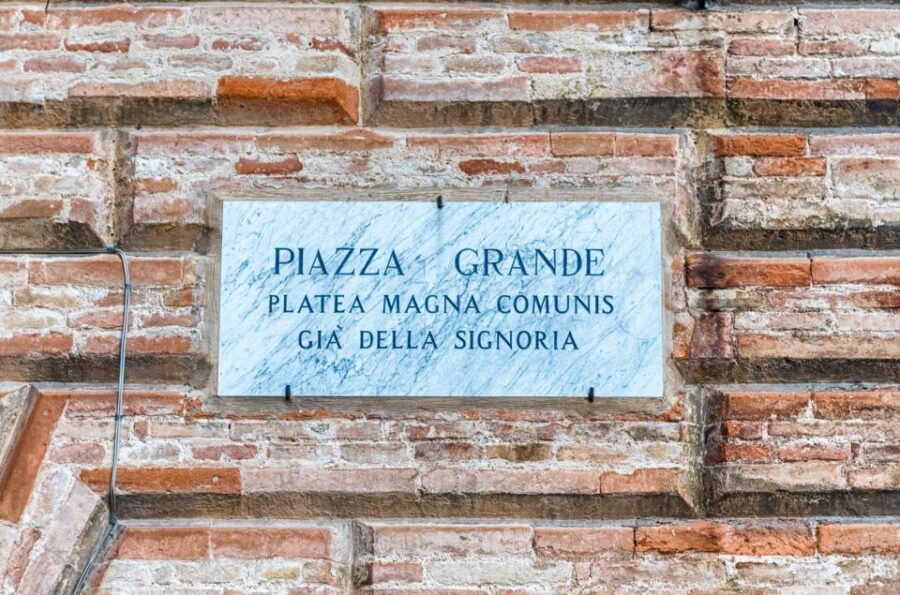 PIAZZA GRANDE
PLATEA MAGNA COMUNIS
GIÀ DELLA SIGNORIA